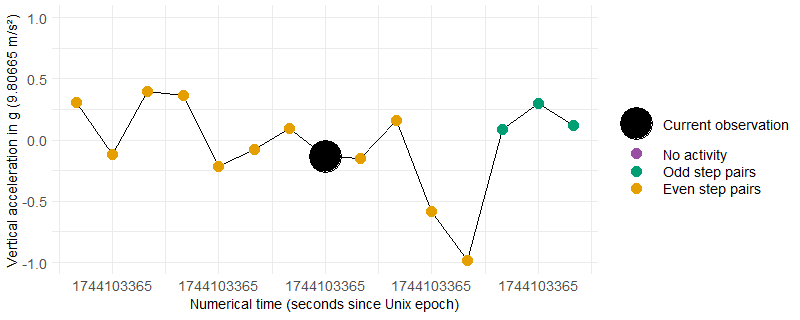 Vertical acceleration in g (9.80665 m/s²)
1.0
0.5
0.0
-0.5
-1.0
1744103365 1744103365 1744103365 1744103365 1744103365
Numerical time (seconds since Unix epoch)
Current observation
No activity
Odd step pairs
Even step pairs